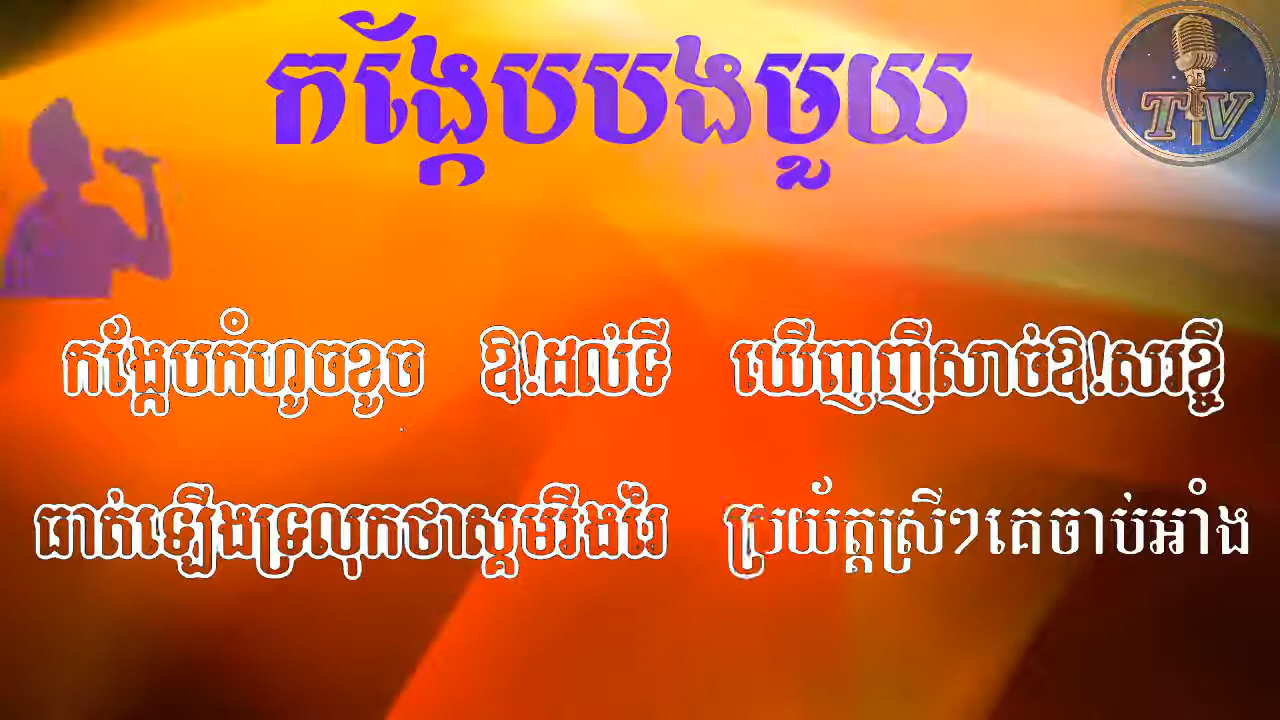 កង្កែបបងមួយ
TV
កង្កែបកំហូចខូច ឱ!ដល់ទី ឃើញញីសាច់ឱ!សរខ្ចី
ធាត់ឡើងទ្រលុកថាស្គមរីងរៃ ប្រយ័ត្នស្រីៗគេចាប់អាំង